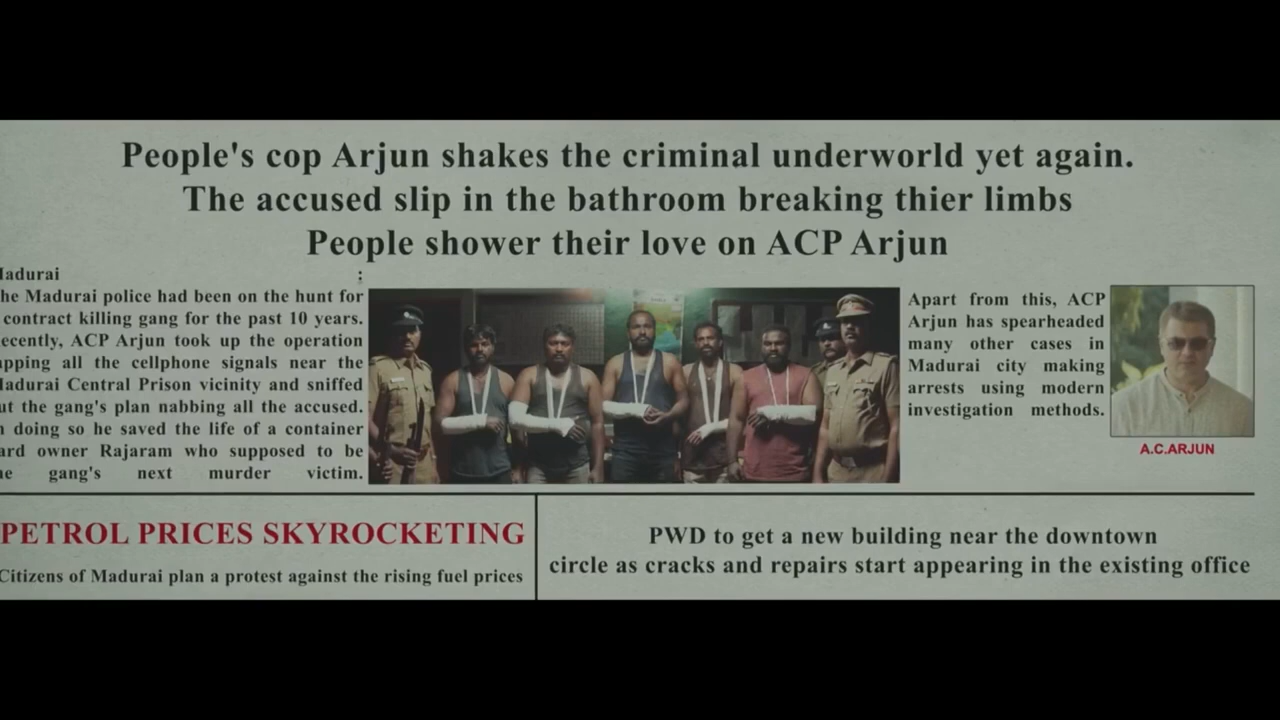 People's cop Arjun shakes the criminal underworld yet again.
The accused slip in the bathroom breaking thier limbs
People shower their love on ACP Arjun
:
Madurai police had been on the hunt for
contract killing gang for the past 10 years.
ACP Arjun took up the operation
all the cellphone signals near the
Central Prison vicinity and sniffed
the gang's plan nabbing all the accused.
doing so he saved the life of a container
owner Rajaram who supposed to be
gang's next murder victim.
Apart from this, ACP
Arjun has spearheaded
many other cases in
Madurai city making
arrests using modern
investigation methods.
A.C.ARJUN
PETROL PRICES SKYROCKETING
Citizens of Madurai plan a protest against the rising fuel prices
PWD to get a new building near the downtown
circle as cracks and repairs start appearing in the existing office